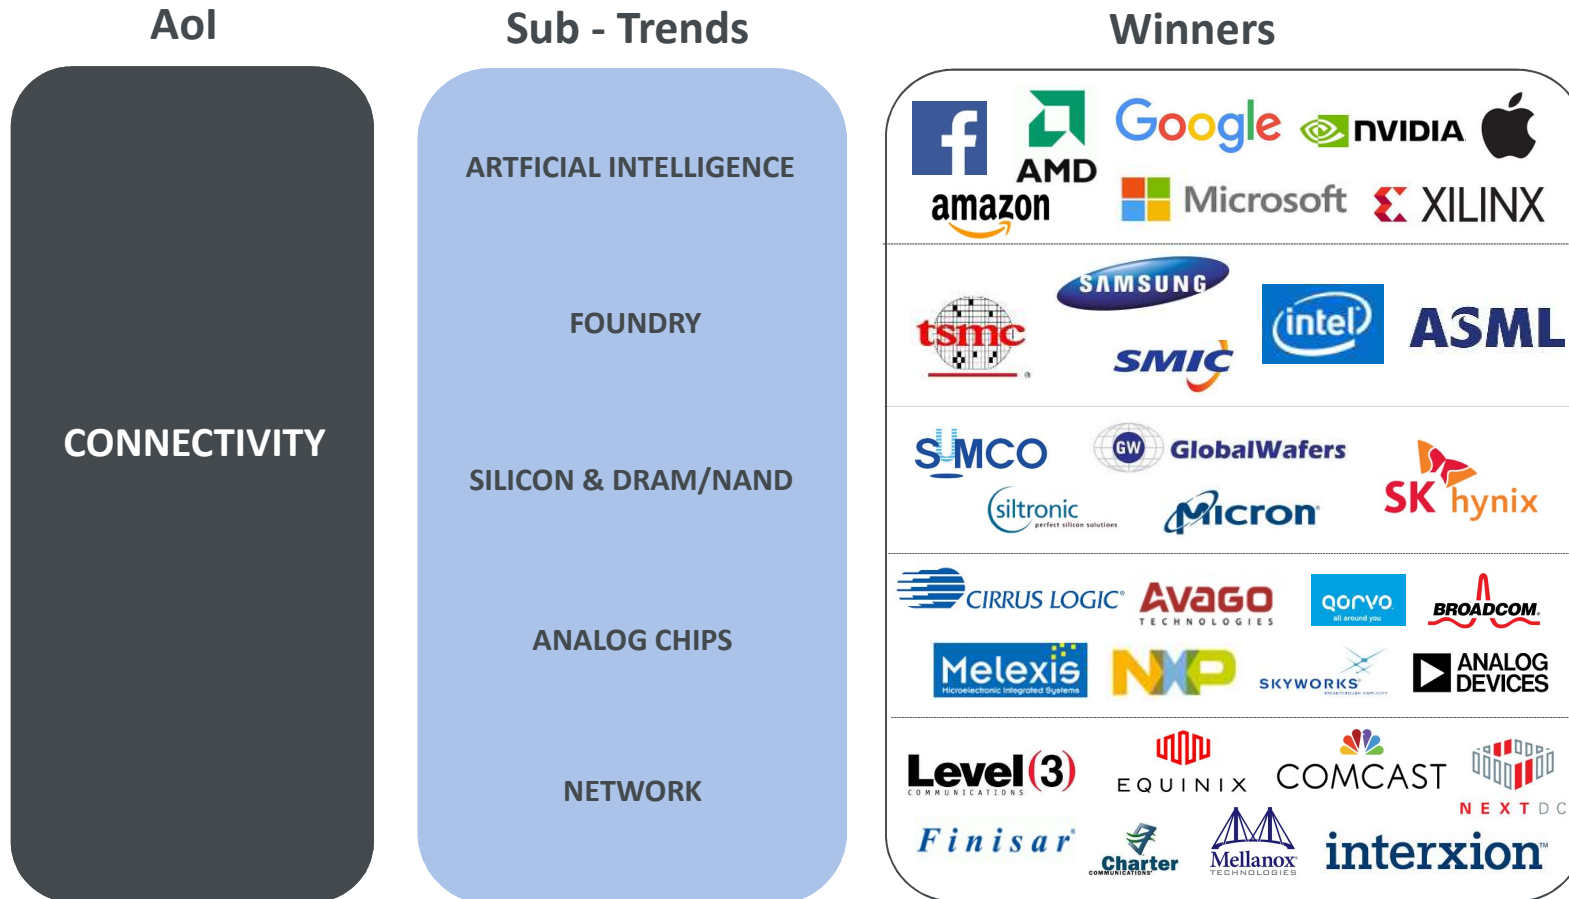 AoI
Sub - Trends
Winners
CONNECTIVITY
ARTFICIAL INTELLIGENCE
FOUNDRY
SILICON & DRAM/NAND
ANALOG CHIPS
NETWORK
f
AMD
Google
NVIDIA
amazon
Microsoft
XILINX
SAMSUNG
tsmc
®
SMIC
intel
ASML
SUMCO
GW GlobalWafers
siltronic
perfect silicon solutions
Micron
SK hynix
CIRRUS LOGIC®
AVAGO
TECHNOLOGIES
QORVO
all around you
BROADCOM.
Melexis
Microelectronic Integrated Systems
NXP
SKYWORKS
ANALOG
DEVICES
Level(3)
COMMUNICATIONS
EQUINIX
COMCAST
NEXTDC
Finisar®
Charter
COMMUNICATIONS
Mellanox
TECHNOLOGIES
interxion™